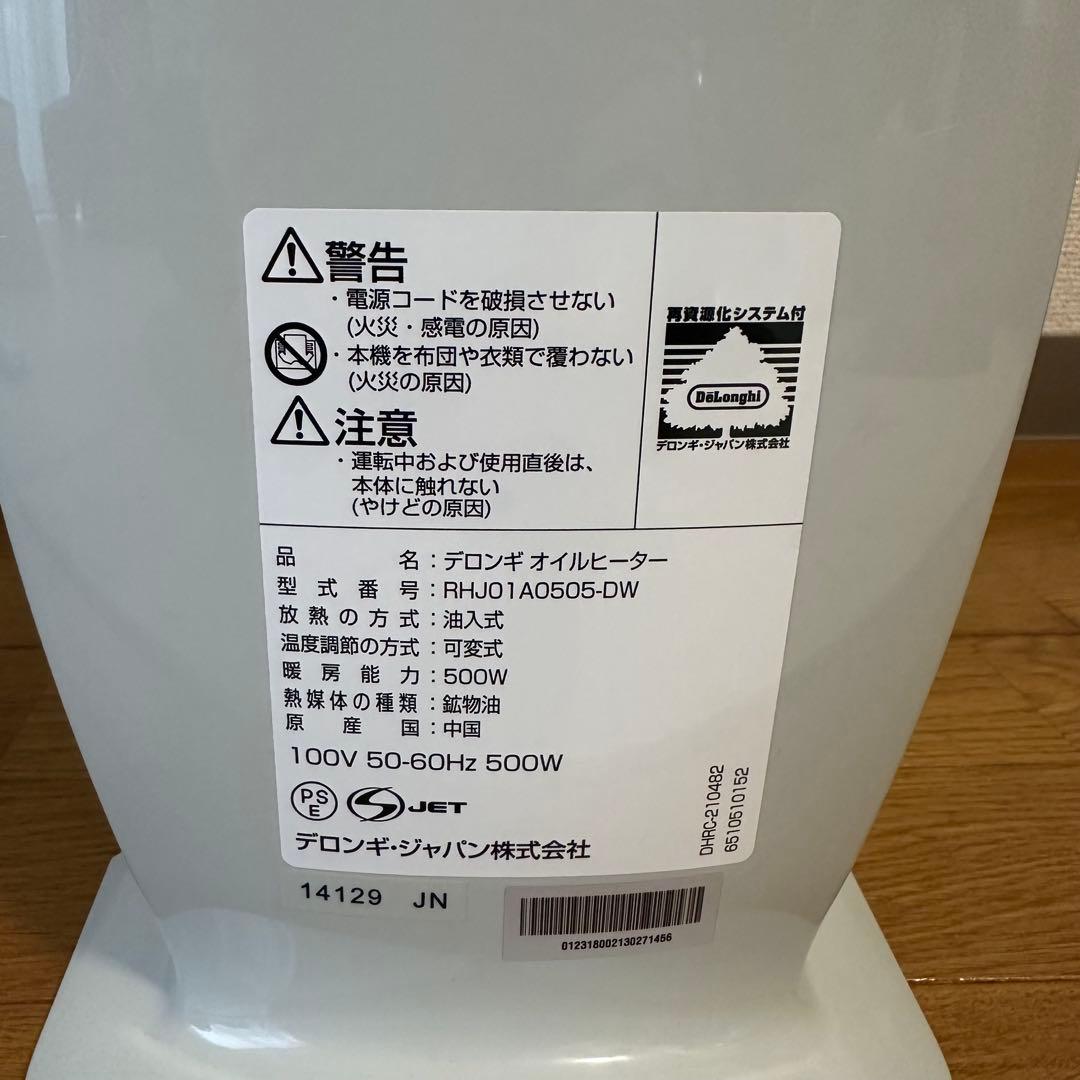 警告
・電源コードを破損させない
(火災・感電の原因)
・本機を布団や衣類で覆わない
(火災の原因)
注意
・運転中および使用直後は、
本体に触れない
(やけどの原因)
再資源化システム付
DeLonghi
デロンギ・ジャパン株式会社
品名：デロンギ オイルヒーター
型式番号：RHJ01A0505-DW
放熱の方式：油入式
温度調節の方式：可変式
暖房能力：500W
熱媒体の種類：鉱物油
原産国：中国
100V 50-60Hz 500W
PSE
JET
デロンギ・ジャパン株式会社
DHRC-210482
6510510152
14129 JN
012318002130271456